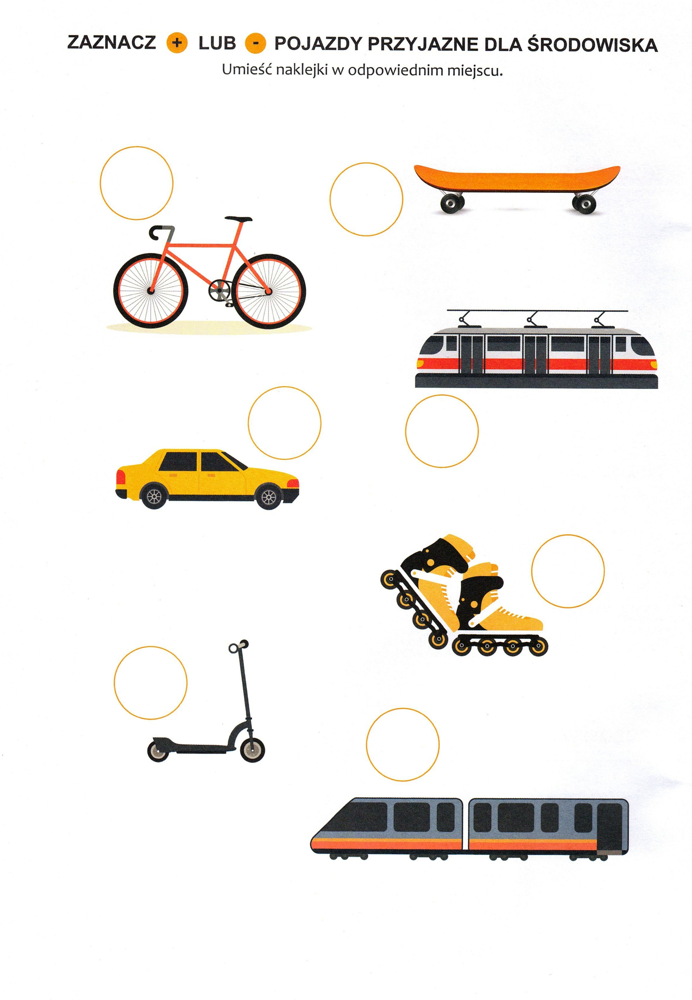 ZAZNACZ + LUB - POJAZDY PRZYJAZNE DLA ŚRODOWISKA
Umieść naklejki w odpowiednim miejscu.